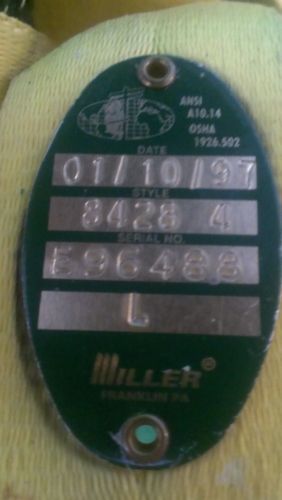 ANSI
A10.14
OSHA
1926.502
DATE
01/10/97
STYLE
8428 4
SERIAL NO.
E96488
L
MILLER®
FRANKLIN PA